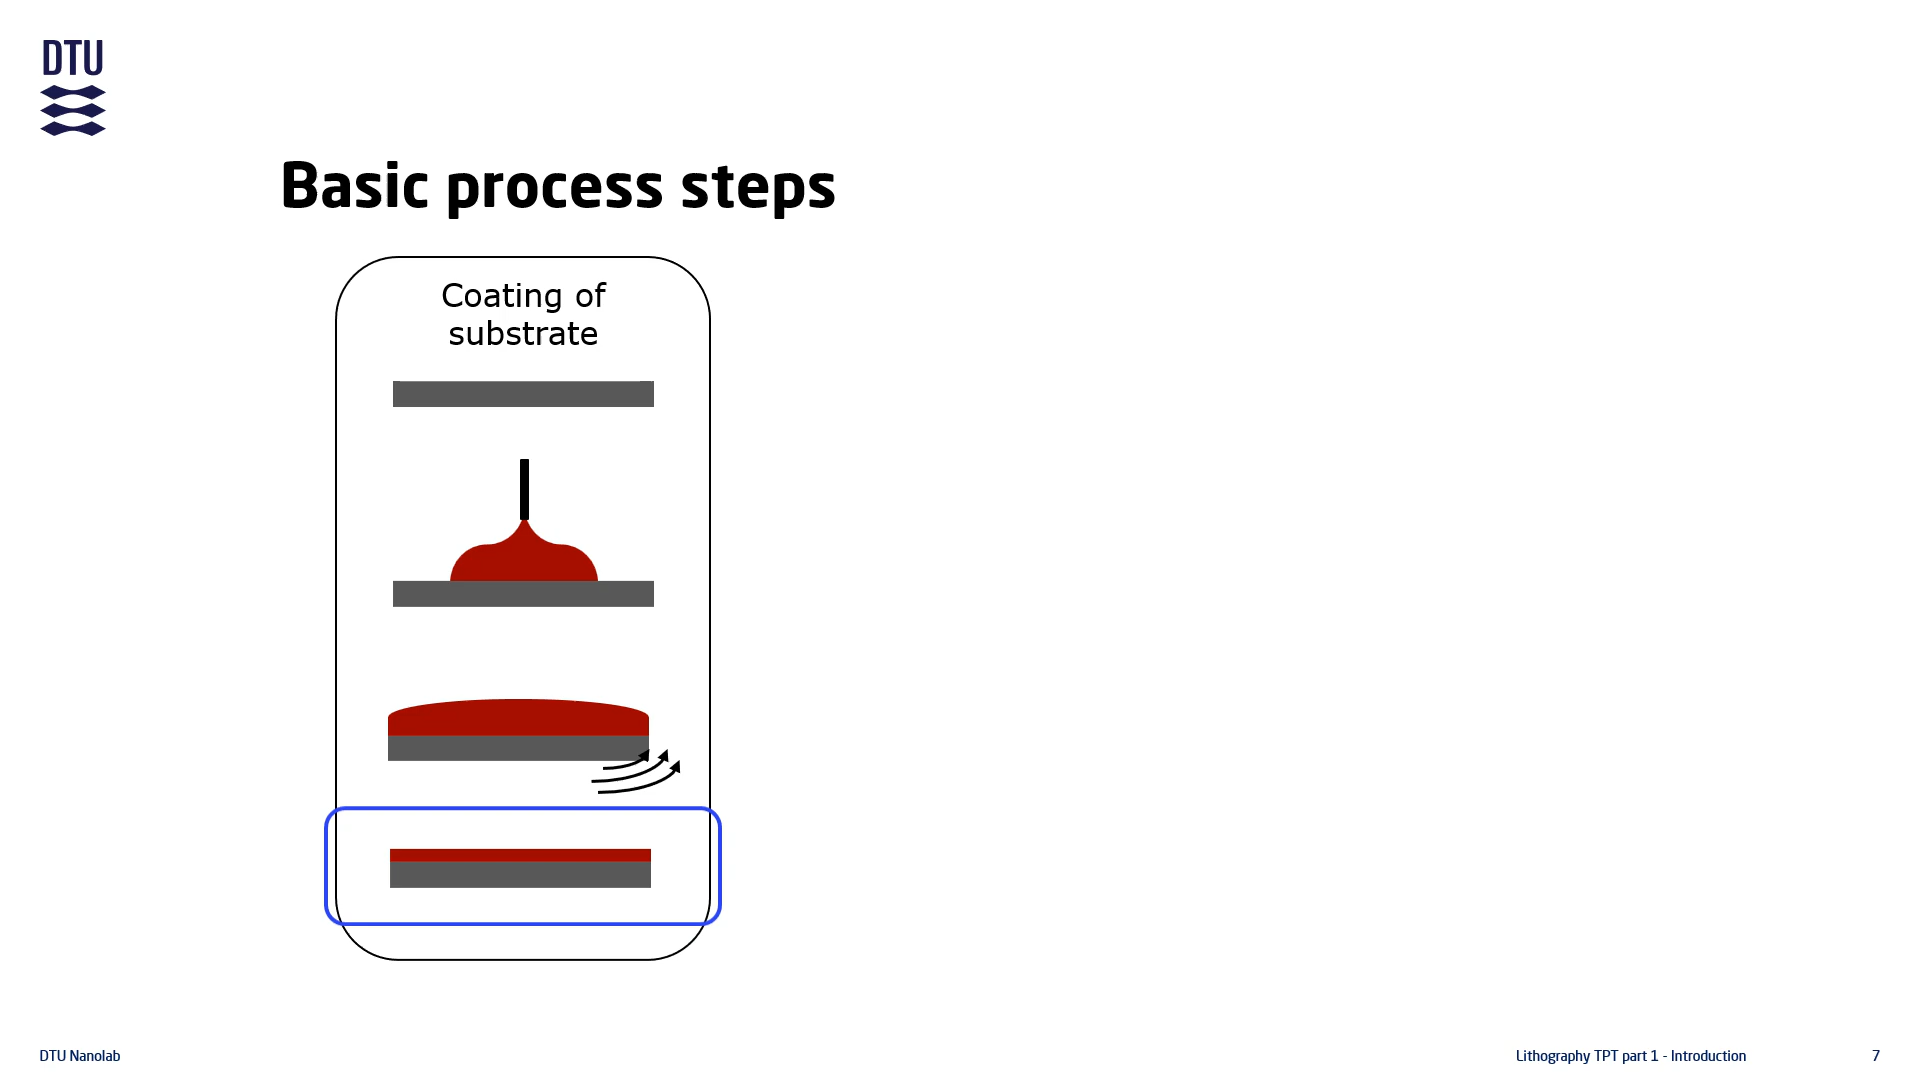 DTU
Basic process steps
Coating of
substrate
DTU Nanolab
Lithography TPT part 1 - Introduction
7